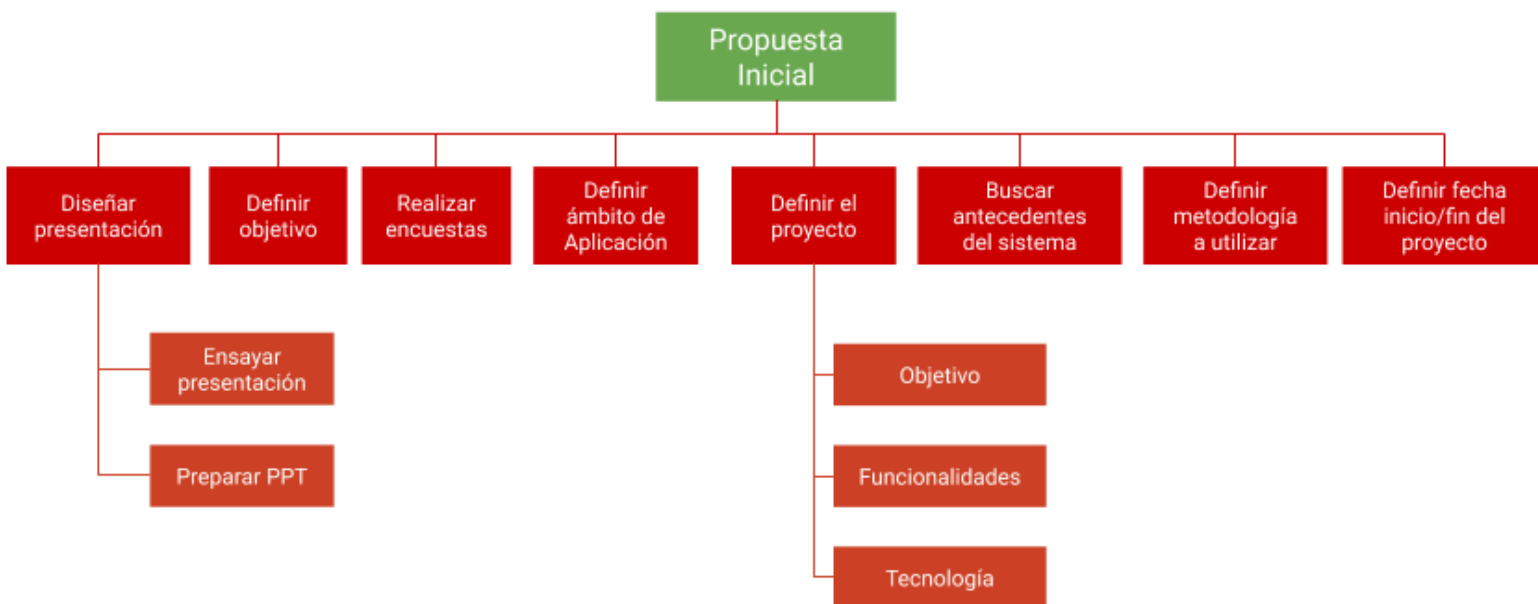 Propuesta
Inicial
Diseñar
presentación
Definir
objetivo
Realizar
encuestas
Definir
ámbito de
Aplicación
Definir el
proyecto
Buscar
antecedentes
del sistema
Definir
metodología
a utilizar
Definir fecha
inicio/fin del
proyecto
Ensayar
presentación
Preparar PPT
Objetivo
Funcionalidades
Tecnología